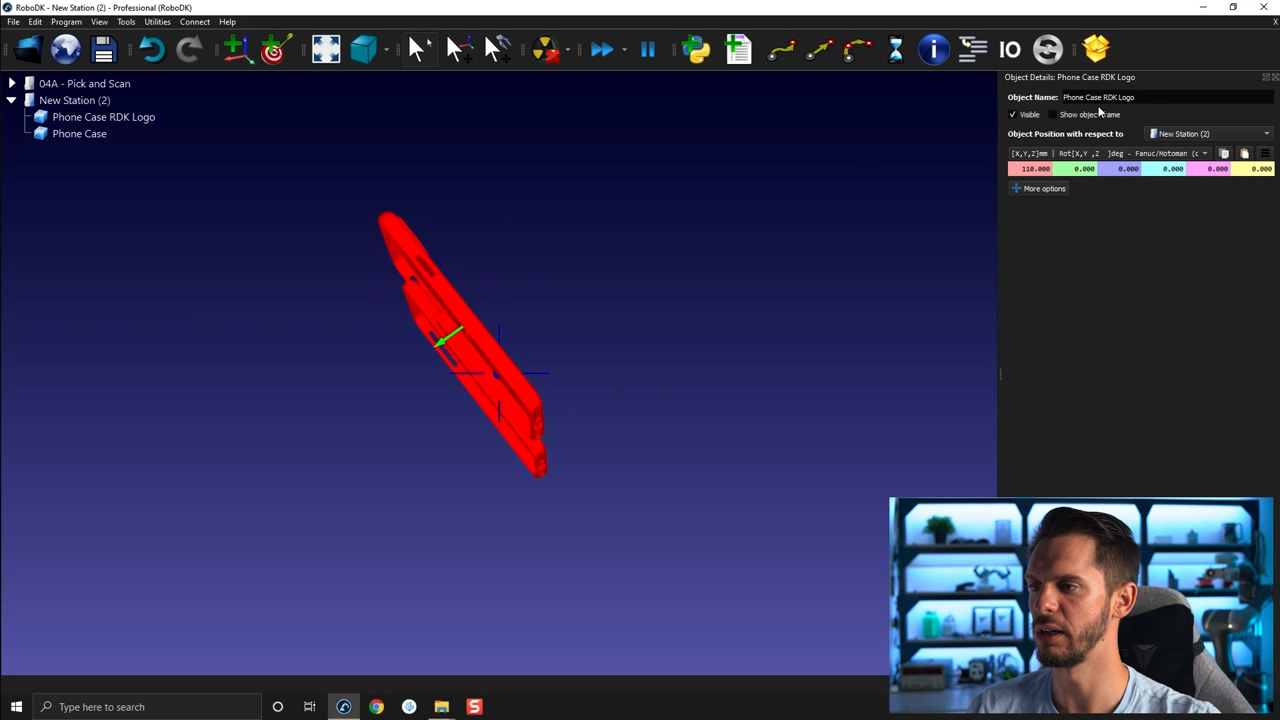 RoboDK - New Station (2) - Professional (RoboDK)
File Edit Program View Tools Utilities Connect Help
IO
04A - Pick and Scan
New Station (2)
Phone Case RDK Logo
Phone Case
Object Details: Phone Case RDK Logo
Object Name: Phone Case RDK Logo
Visible Show object frame
Object Position with respect to New Station (2)
[X,Y,Z]mm | Rot[X,Y ,Z ]deg - Fanuc/Motoman (c
110.000 0.000 0.000 0.000 0.000 0.000
More options
Type here to search
S